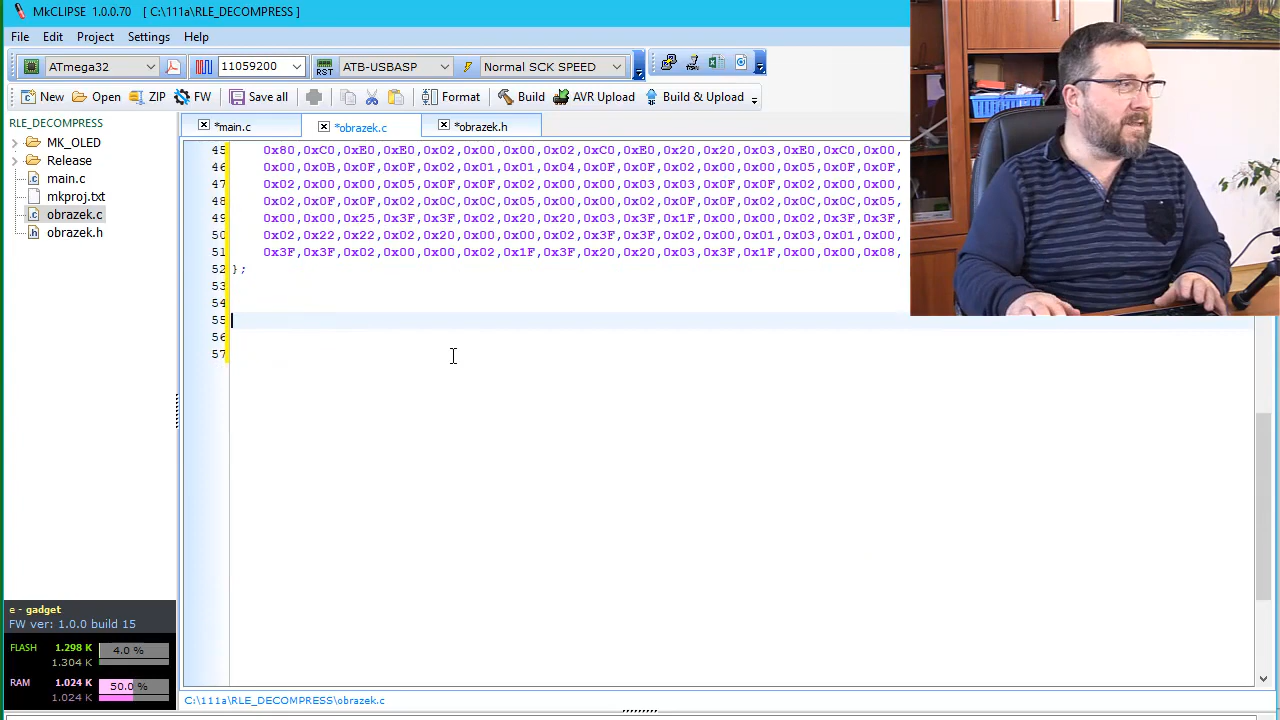 MkCLIPSE 1.0.0.70 [ C:\111a\RLE_DECOMPRESS ]
File Edit Project Settings Help
ATmega32 11059200 RST ATB-USBASP Normal SCK SPEED
New Open ZIP FW Save all Format Build AVR Upload Build & Upload
RLE_DECOMPRESS
MK_OLED
Release
main.c
mkproj.txt
obrazek.c
obrazek.h
*main.c *obrazek.c *obrazek.h
45 0x80,0xC0,0xE0,0xE0,0x02,0x00,0x00,0x02,0xC0,0xE0,0x20,0x20,0x03,0xE0,0xC0,0x00,
46 0x00,0x0B,0x0F,0x0F,0x02,0x01,0x01,0x04,0x0F,0x0F,0x02,0x00,0x00,0x05,0x0F,0x0F,
47 0x02,0x00,0x00,0x05,0x0F,0x0F,0x02,0x00,0x00,0x03,0x03,0x0F,0x0F,0x02,0x00,0x00,
48 0x02,0x0F,0x0F,0x02,0x0C,0x0C,0x05,0x00,0x00,0x02,0x0F,0x0F,0x02,0x0C,0x0C,0x05,
49 0x00,0x00,0x25,0x3F,0x3F,0x02,0x20,0x20,0x03,0x3F,0x1F,0x00,0x00,0x02,0x3F,0x3F,
50 0x02,0x22,0x22,0x02,0x20,0x00,0x00,0x02,0x3F,0x3F,0x02,0x00,0x01,0x03,0x01,0x00,
51 0x3F,0x3F,0x02,0x00,0x00,0x02,0x1F,0x3F,0x20,0x20,0x03,0x3F,0x1F,0x00,0x00,0x08,
52 };
53
54
55
56
57
e - gadget
FW ver: 1.0.0 build 15
FLASH 1.298 K 4.0 %
1.304 K
RAM 1.024 K 50.0 %
1.024 K
C:\111a\RLE_DECOMPRESS\obrazek.c